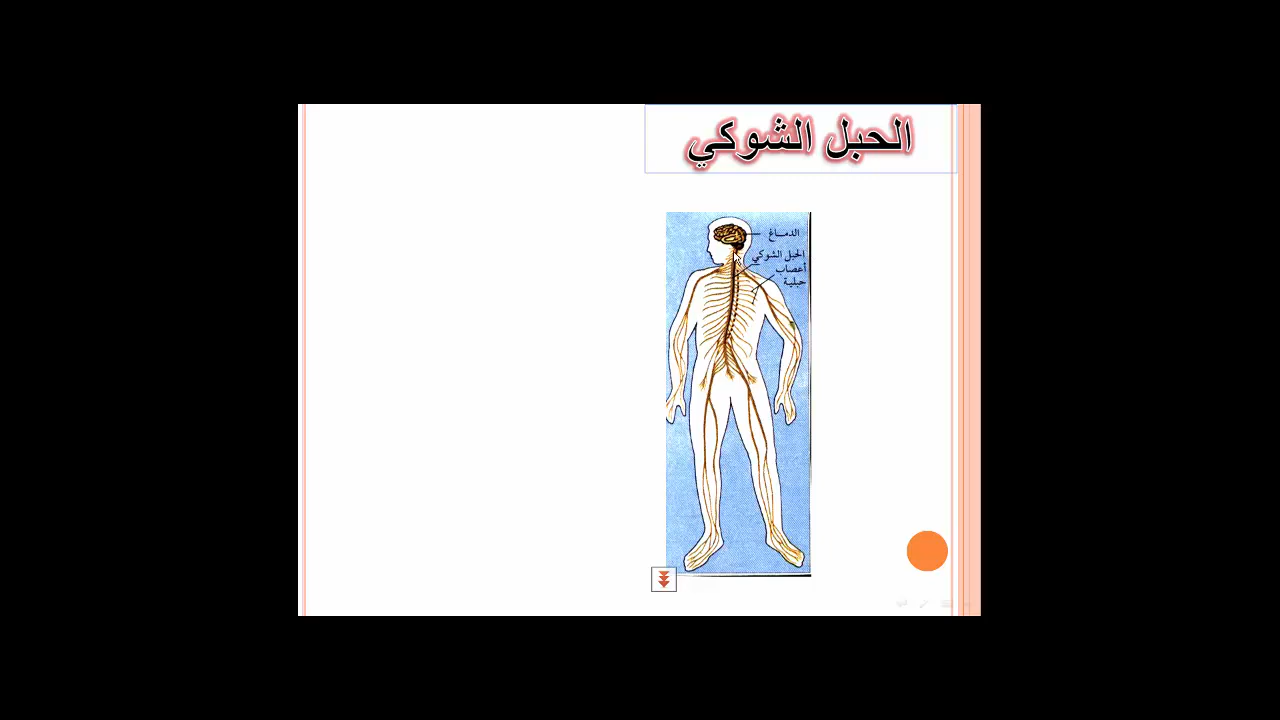 الحبل الشوكي
الدماغ
الحبل الشوكي
أعصاب
حبلية